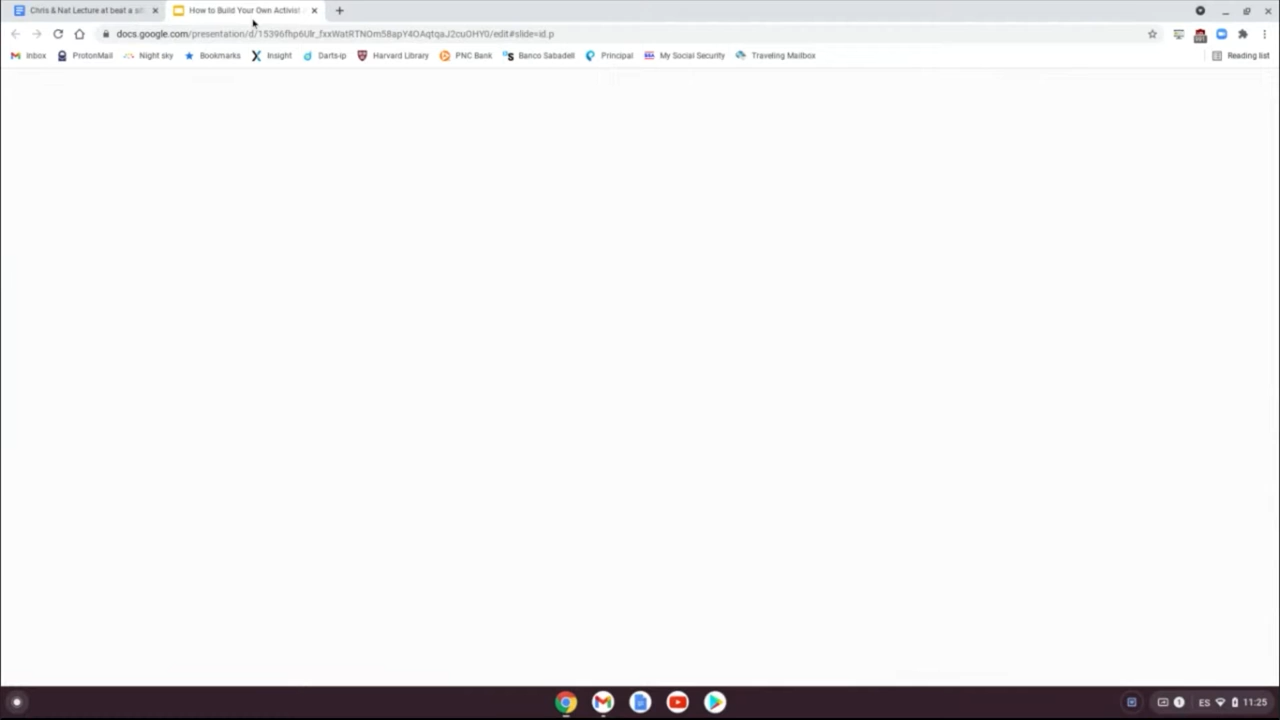 Chris & Nat Lecture at beat a
How to Build Your Own Activist
docs.google.com/presentation/d/15396fhp6Ulr_fxxWatRTNOm58apY4OAqtqaJ2cuOHY0/edit#slide=id.p
Inbox ProtonMail Night sky Bookmarks Insight Darts-ip Harvard Library PNC Bank Banco Sabadell Principal My Social Security Traveling Mailbox Reading list
1 ES 11:25